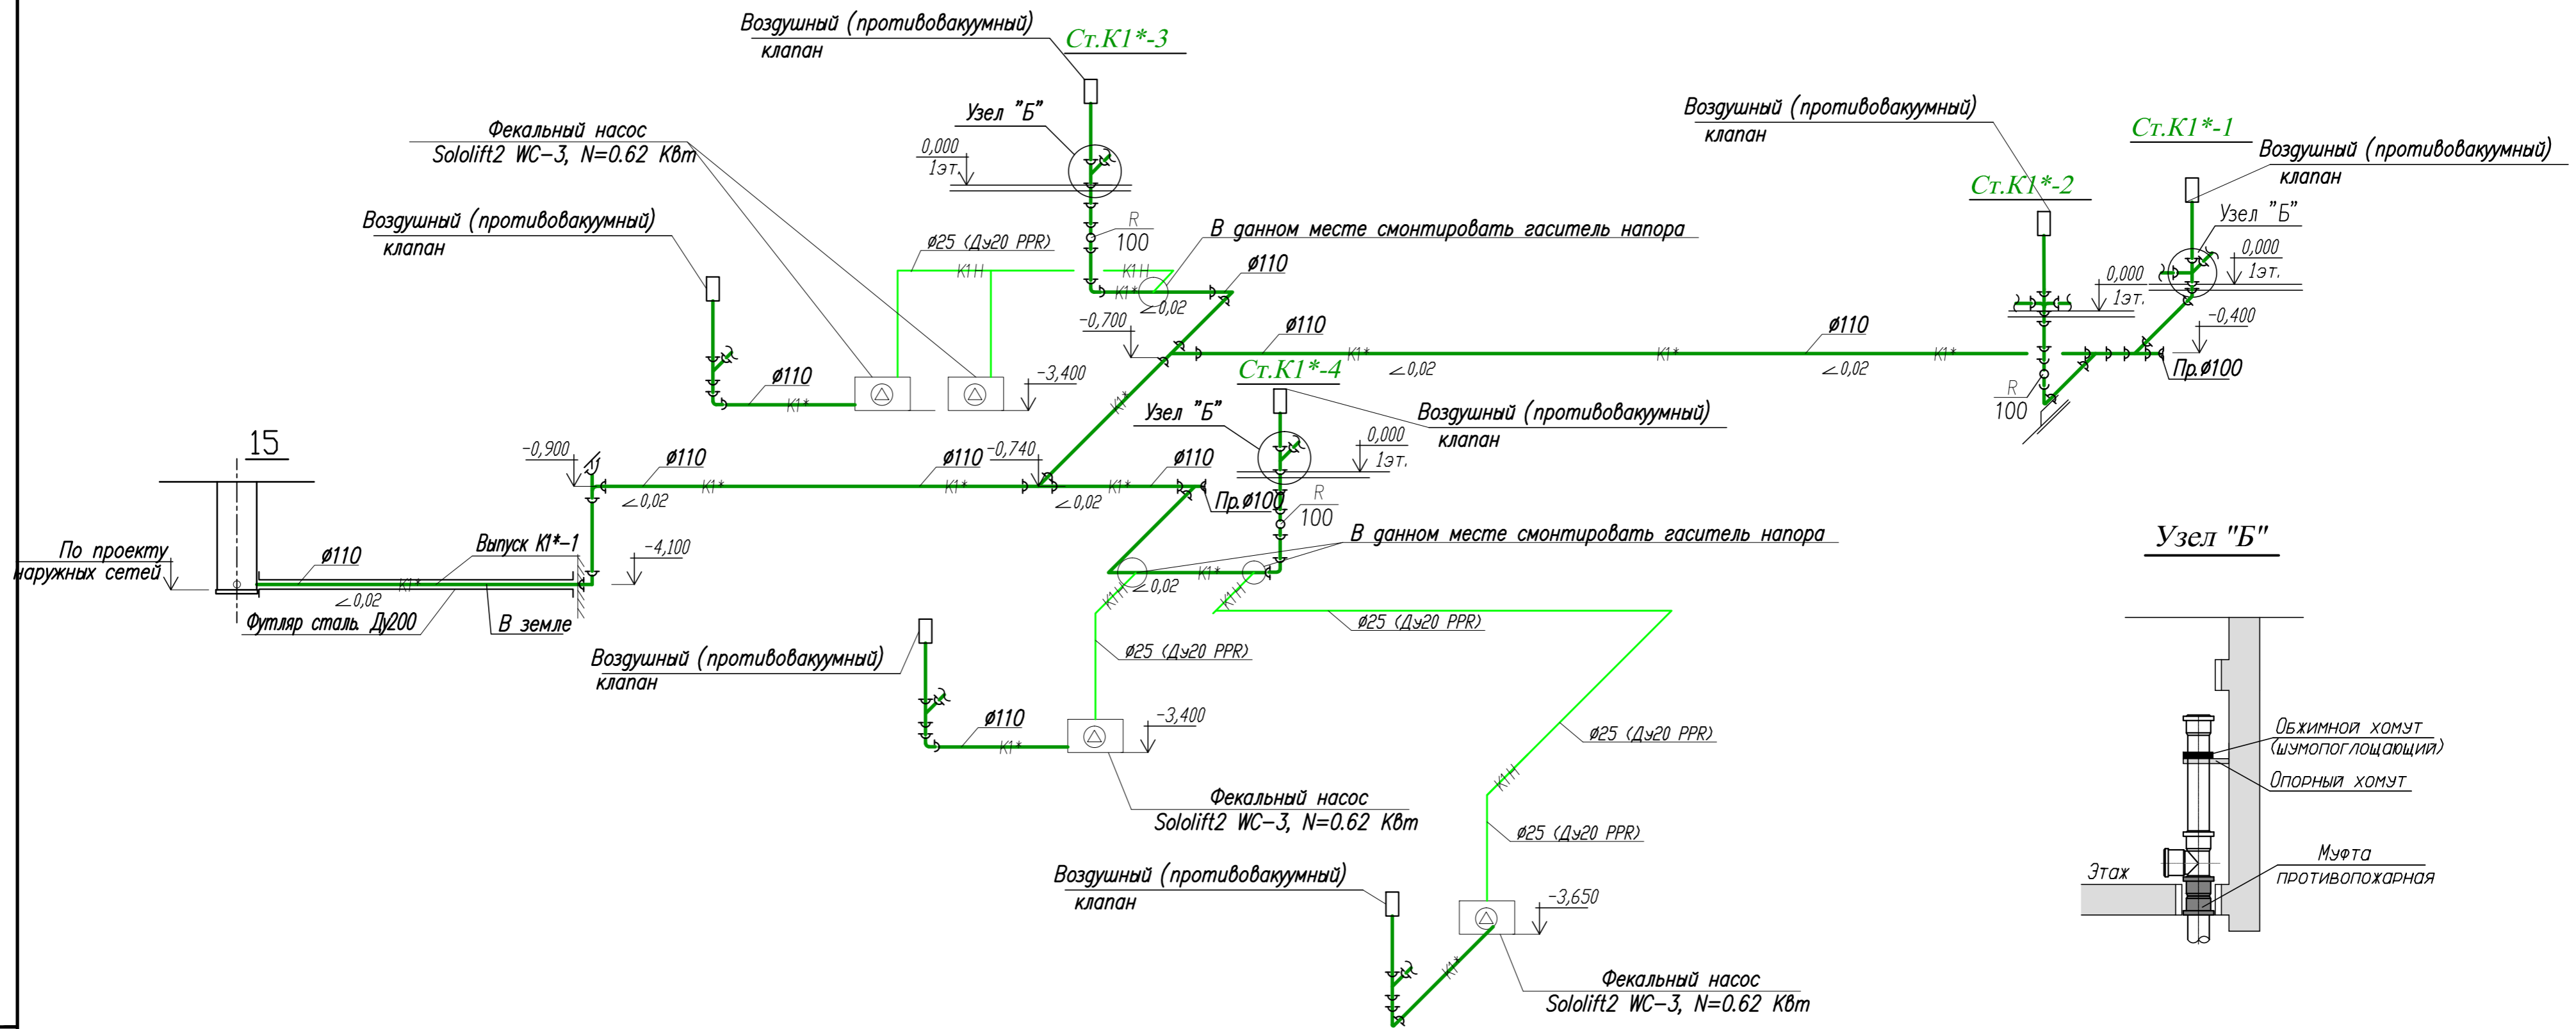 Воздушный (противовакуумный)
клапан
Ст.К1*-3
Узел "Б"
Фекальный насос
Sololift2 WC-3, N=0.62 Квт
0,000
1эт.
Воздушный (противовакуумный)
клапан
Ст.К1*-1
Воздушный (противовакуумный)
клапан
Ст.К1*-2
Узел "Б"
0,000
1эт.
0,000
1эт.
-0,400
Пр.ø100
R
100
Воздушный (противовакуумный)
клапан
ø25 (Ду20 PPR)
К1Н
К1Н
R
100
В данном месте смонтировать гаситель напора
ø110
К1*
∠0,02
-0,700
ø110
К1*
∠0,02
К1*
ø110
∠0,02
К1*
ø110
К1*
-3,400
К1*
Ст.К1*-4
Узел "Б"
Воздушный (противовакуумный)
клапан
0,000
1эт.
15
-0,900
ø110
∠0,02
К1*
ø110
К1*
-0,740
∠0,02
К1*
ø110
Пр.ø100
R
100
В данном месте смонтировать гаситель напора
По проекту
наружных сетей
ø110
К1*
∠0,02
Выпуск К1*-1
-4,100
Футляр сталь. Ду200
В земле
К1*
∠0,02
К1Н
К1Н
ø25 (Ду20 PPR)
ø25 (Ду20 PPR)
Воздушный (противовакуумный)
клапан
ø110
К1*
-3,400
ø25 (Ду20 PPR)
К1Н
Фекальный насос
Sololift2 WC-3, N=0.62 Квт
ø25 (Ду20 PPR)
Воздушный (противовакуумный)
клапан
-3,650
К1*
Фекальный насос
Sololift2 WC-3, N=0.62 Квт
Узел "Б"
Обжимной хомут
(шумопоглощающий)
Опорный хомут
Муфта
противопожарная
Этаж